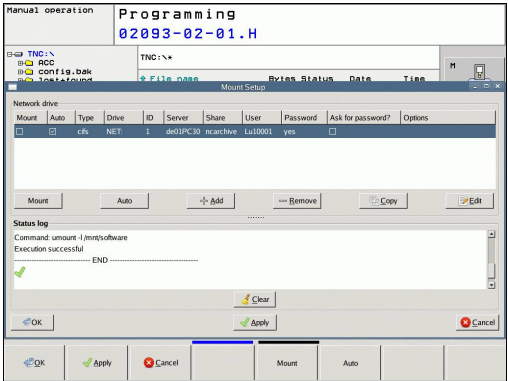 Manual operation
Programming
02093-02-01.H
TNC:\
ACC
config.bak
lost+found
TNC:\*
File name Bytes Status Date Time
M
Mount Setup
Network drive
Mount Auto Type Drive ID Server Share User Password Ask for password? Options
cifs NET: 1 de01PC30 ncarchive Lu10001 yes
Mount Auto Add Remove Copy Edit
Status log
Command: umount -l /mnt/software
Execution successful
---------------------------- END --------------------------------
Clear
OK Apply Cancel
OK Apply Cancel Mount Auto